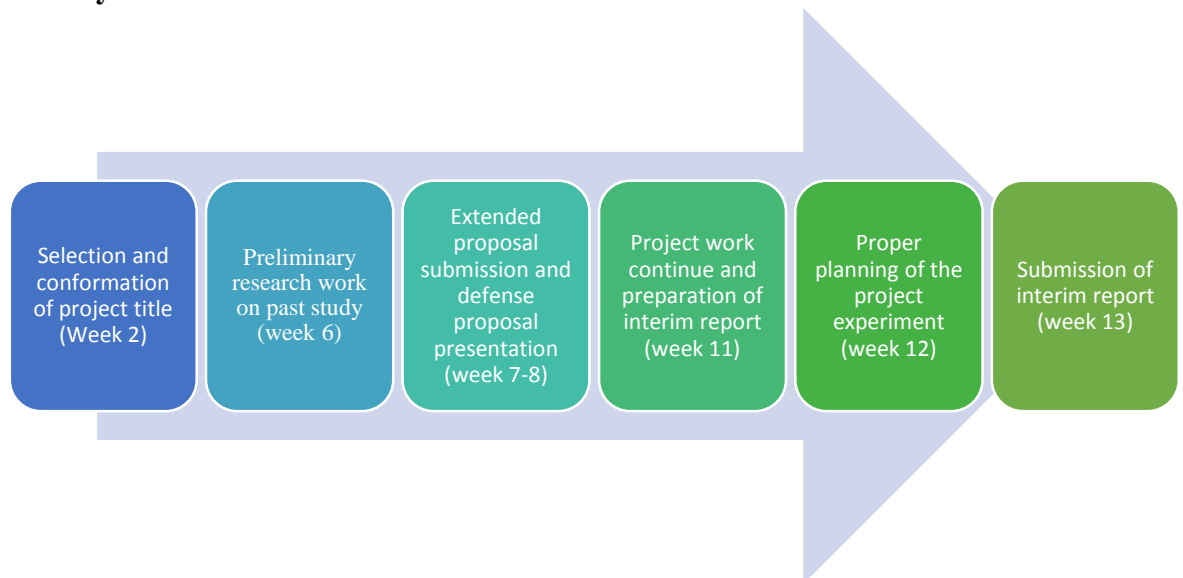 Selection and
conformation
of project title
(Week 2)
Preliminary
research work
on past study
(week 6)
Extended
proposal
submission and
defense
proposal
presentation
(week 7-8)
Project work
continue and
preparation of
interim report
(week 11)
Proper
planning of the
project
experiment
(week 12)
Submission of
interim report
(week 13)